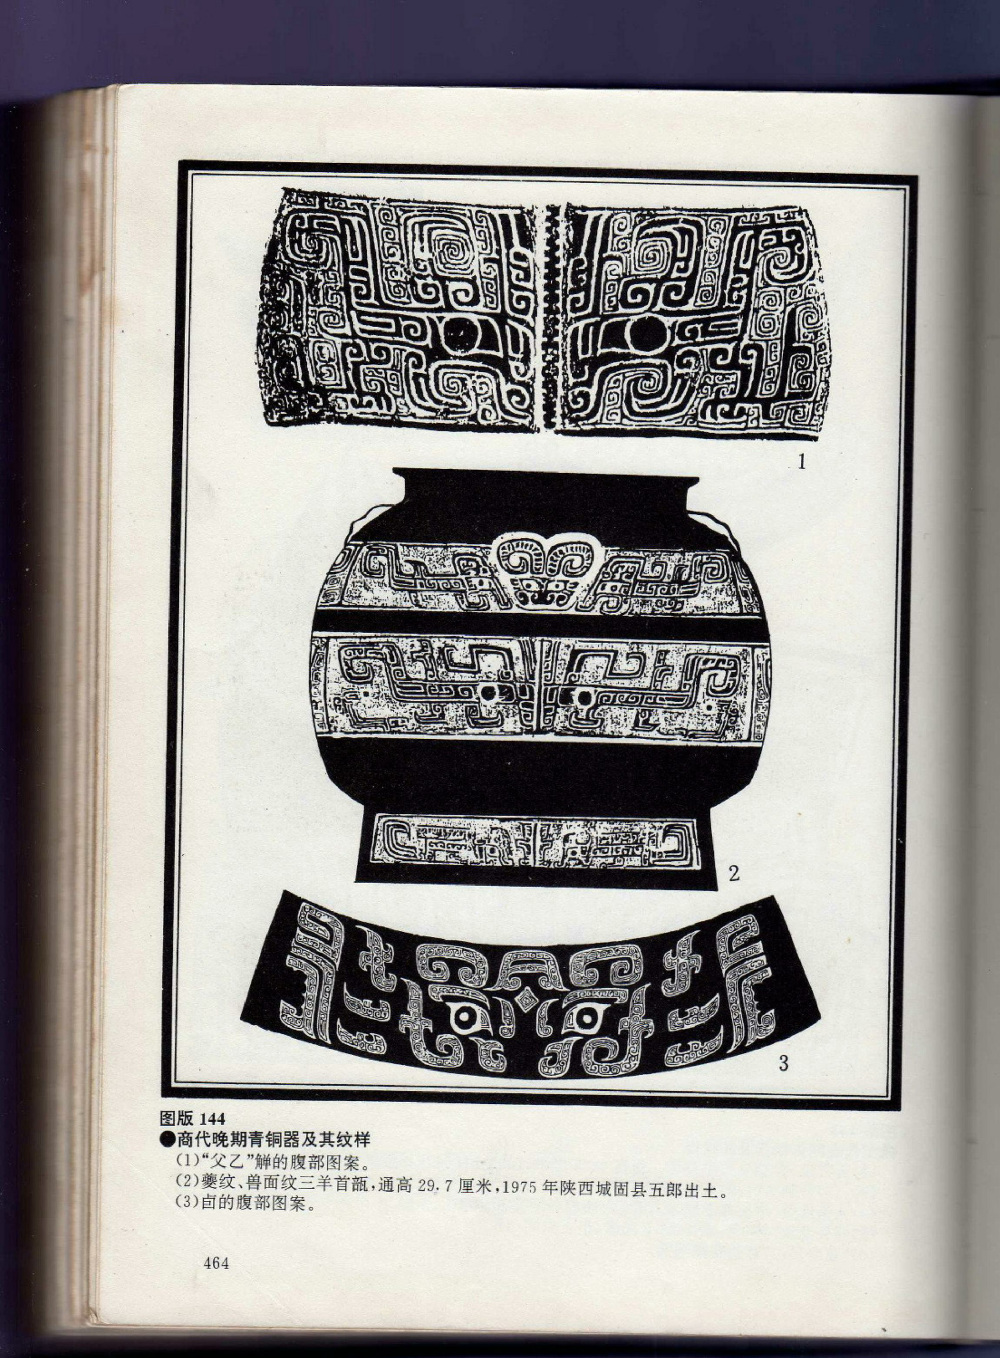 1
2
3
图版 144
●商代晚期青铜器及其纹样
(1)“父乙”觯的腹部图案。
(2)夔纹、兽面纹三羊首瓿,通高 29.7 厘米,1975 年陕西城固县五郎出土。
(3)卣的腹部图案。
464